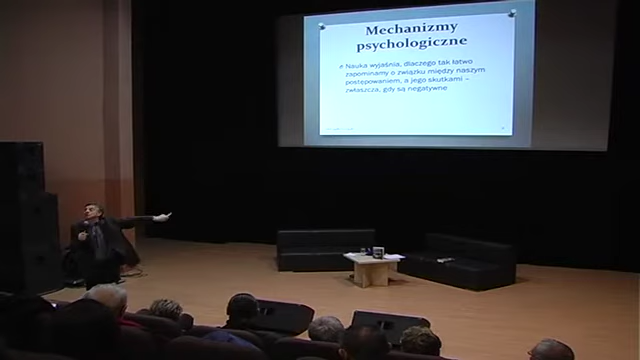 Mechanizmy
psychologiczne
Nauka wyjaśnia, dlaczego tak łatwo
zapominamy o związku między naszym
postępowaniem, a jego skutkami –
zwłaszcza, gdy są negatywne